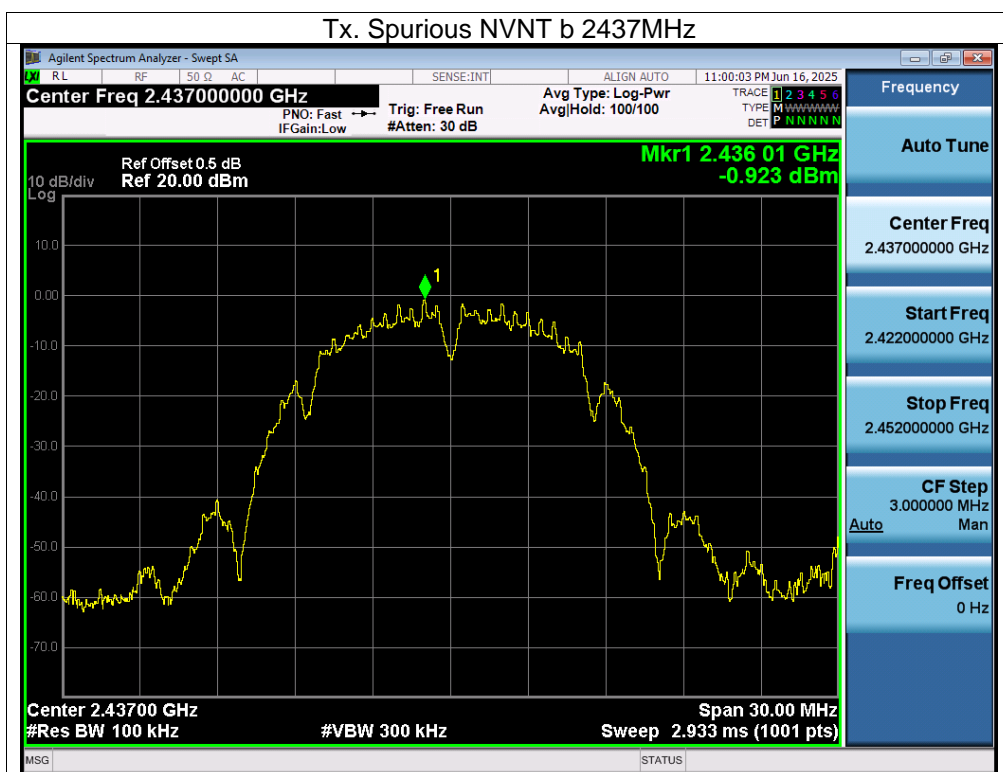 Tx. Spurious NVNT b 2437MHz
Agilent Spectrum Analyzer - Swept SA
LXI RL RF 50 Ω AC SENSE:INT ALIGN AUTO 11:00:03 PM Jun 16, 2025
Center Freq 2.437000000 GHz
PNO: Fast
IFGain:Low
Trig: Free Run
#Atten: 30 dB
Avg Type: Log-Pwr
Avg|Hold: 100/100
TRACE 1 2 3 4 5 6
TYPE M WWWWW
DET P N N N N N
Mkr1 2.436 01 GHz
-0.923 dBm
Ref Offset 0.5 dB
10 dB/div Ref 20.00 dBm
Log
10.0
0.00
-10.0
-20.0
-30.0
-40.0
-50.0
-60.0
-70.0
1
Center 2.43700 GHz Span 30.00 MHz
#Res BW 100 kHz #VBW 300 kHz Sweep 2.933 ms (1001 pts)
MSG STATUS
Frequency
Auto Tune
Center Freq
2.437000000 GHz
Start Freq
2.422000000 GHz
Stop Freq
2.452000000 GHz
CF Step
3.000000 MHz
Auto Man
Freq Offset
0 Hz